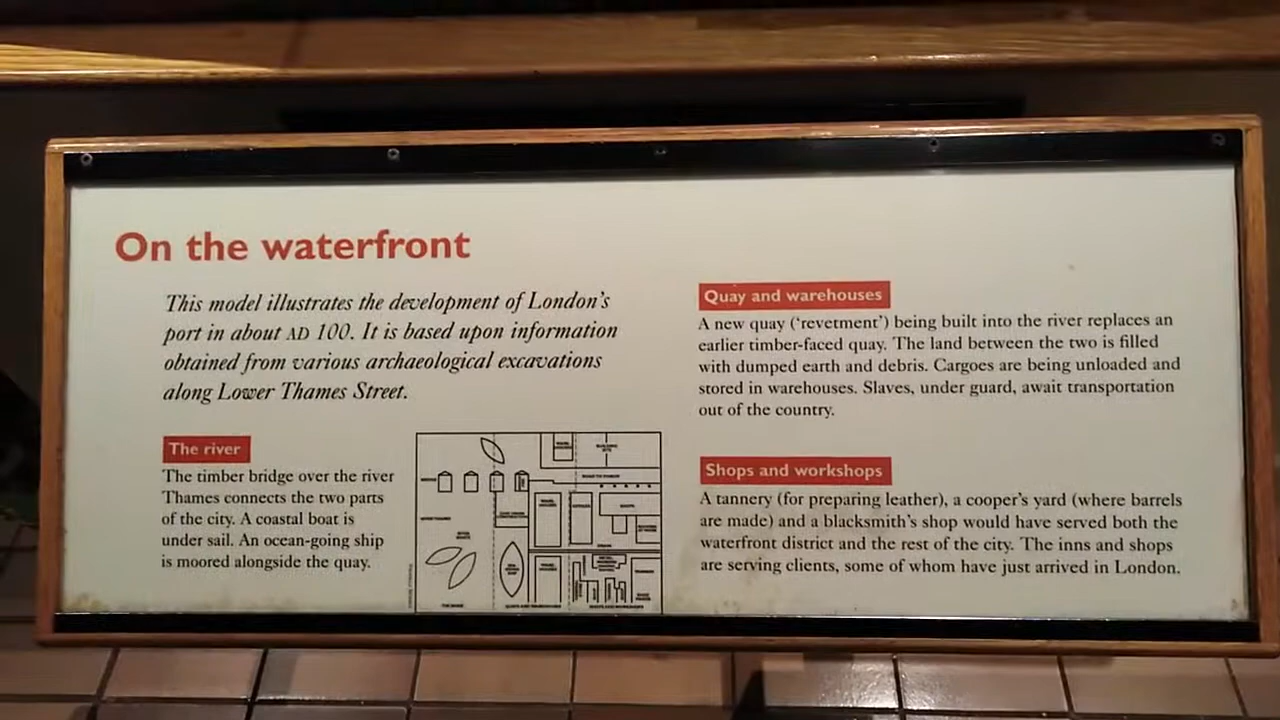 On the waterfront
This model illustrates the development of London's
port in about AD 100. It is based upon information
obtained from various archaeological excavations
along Lower Thames Street.
The river
The timber bridge over the river
Thames connects the two parts
of the city. A coastal boat is
under sail. An ocean-going ship
is moored alongside the quay.
Quay and warehouses
A new quay ('revetment') being built into the river replaces an
earlier timber-faced quay. The land between the two is filled
with dumped earth and debris. Cargoes are being unloaded and
stored in warehouses. Slaves, under guard, await transportation
out of the country.
Shops and workshops
A tannery (for preparing leather), a cooper's yard (where barrels
are made) and a blacksmith's shop would have served both the
waterfront district and the rest of the city. The inns and shops
are serving clients, some of whom have just arrived in London.